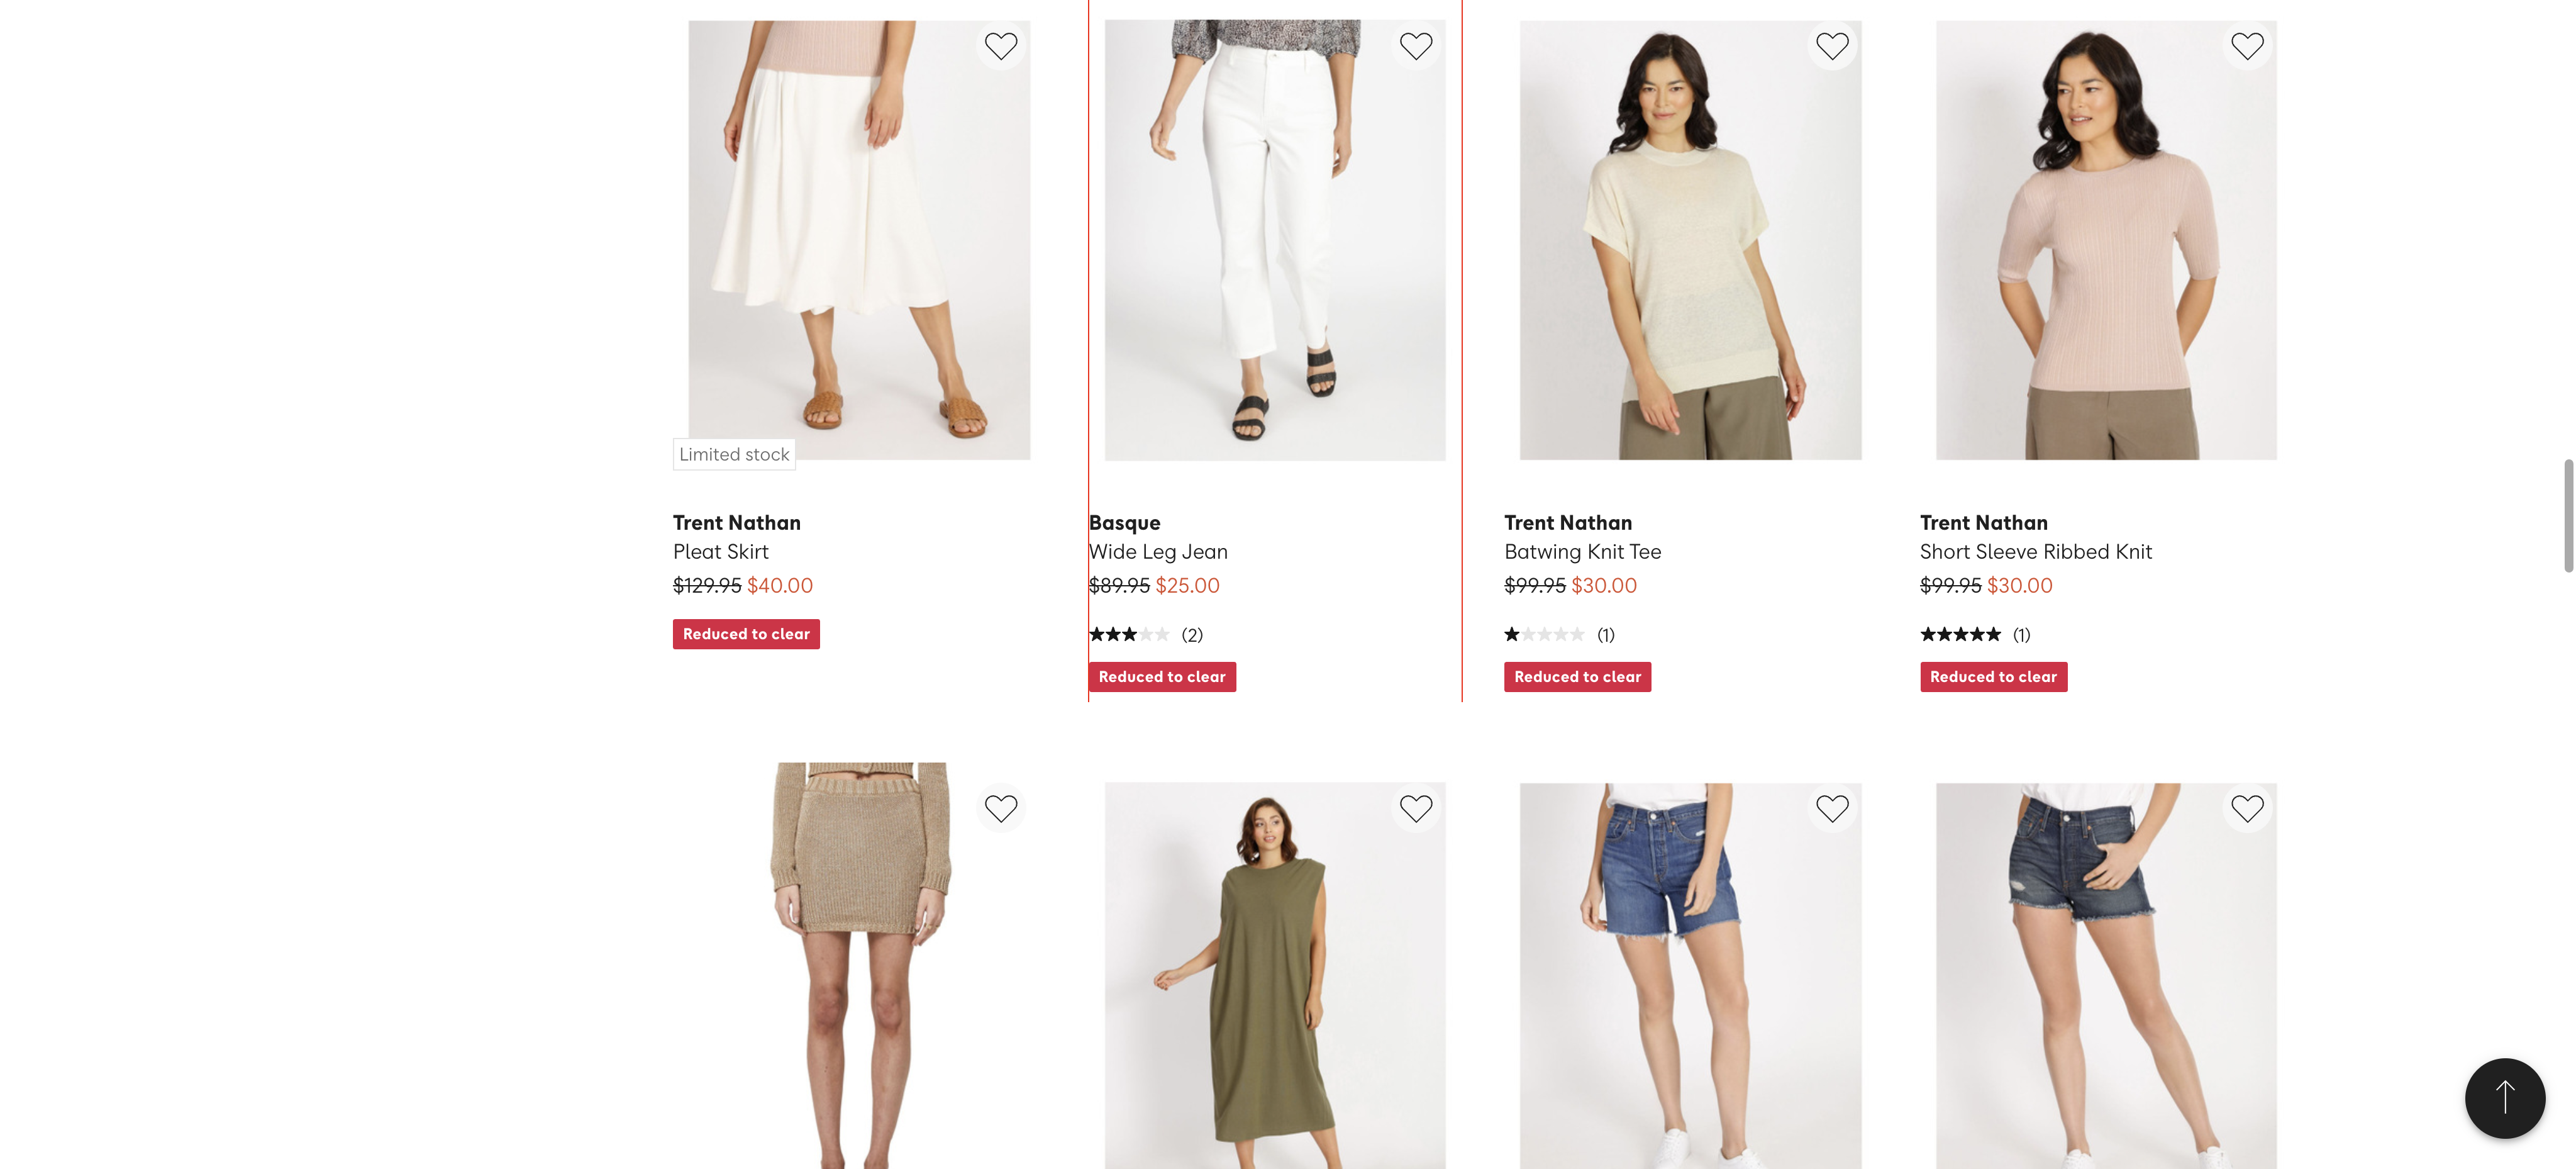 Limited stock
Trent Nathan
Pleat Skirt
$129.95 $40.00
Reduced to clear
Basque
Wide Leg Jean
$89.95 $25.00
(2)
Reduced to clear
Trent Nathan
Batwing Knit Tee
$99.95 $30.00
(1)
Reduced to clear
Trent Nathan
Short Sleeve Ribbed Knit
$99.95 $30.00
(1)
Reduced to clear